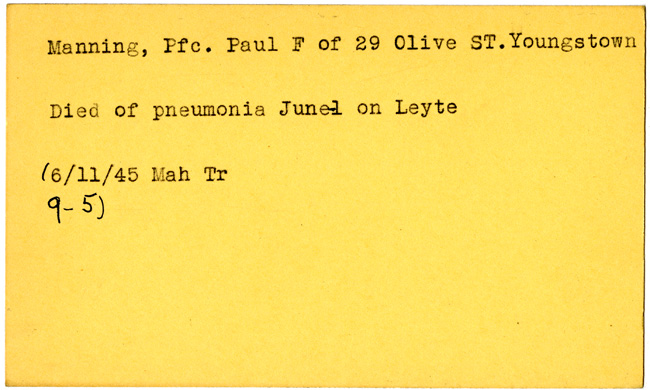 Manning, Pfc. Paul F of 29 Olive ST.Youngstown
Died of pneumonia June1 on Leyte
(6/11/45 Mah Tr
9-5)